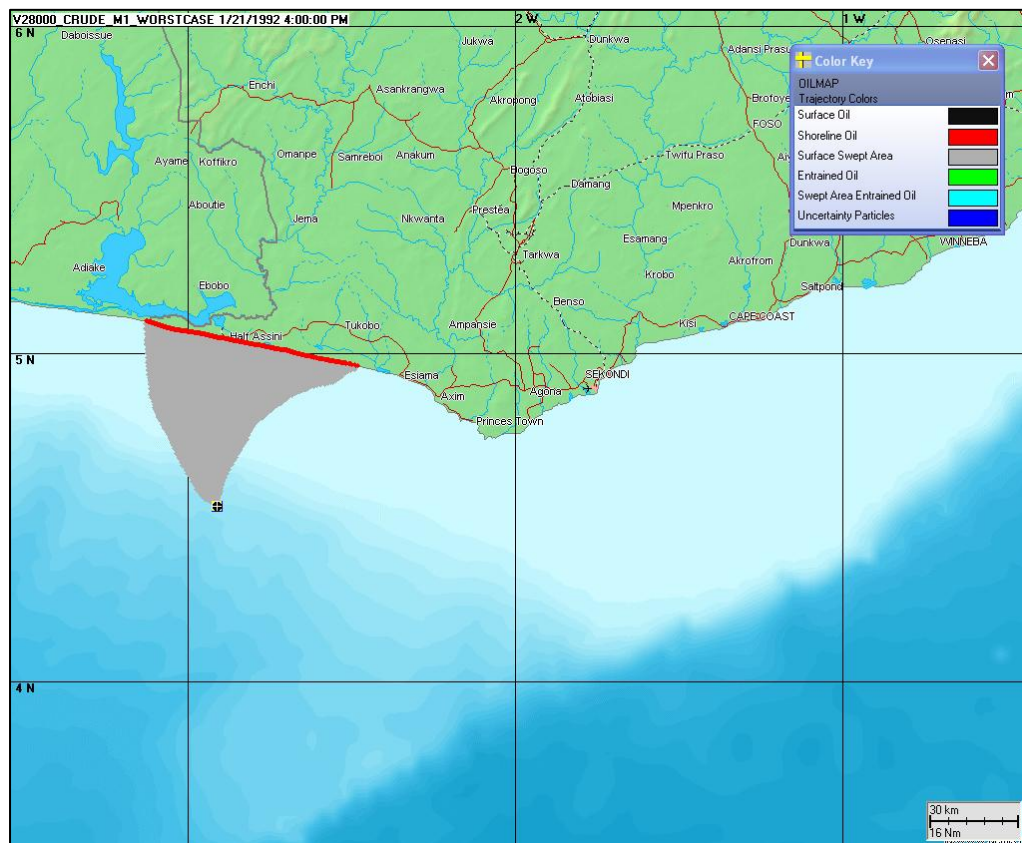 V28000_CRUDE_M1_WORSTCASE 1/21/1992 4:00:00 PM
2 W
1 W
6 N
Daboissue
Jukwa
Dunkwa
Adansi Prasu
Osenasi
Color Key
OILMAP
Trajectory Colors
Surface Oil
Shoreline Oil
Surface Swept Area
Entrained Oil
Swept Area Entrained Oil
Uncertainty Particles
Enchi
Asankrangwa
Akropong
Atobiasi
Brofoye
FOSO
Ayame
Koffikro
Omanpe
Samreboi
Anakum
Twifu Praso
Bogoso
Damang
Aboutie
Jema
Nkwanta
Prestea
Mpenkro
Esamang
Dunkwa
WINNEBA
Adiake
Tarkwa
Krobo
Akrofrom
Ebobo
Benso
Saltpond
Half Assini
Tukobo
Ampansie
Kisi
CAPE COAST
5 N
Esiama
SEKONDI
Axim
Agona
Princes Town
4 N
30 km
16 Nm